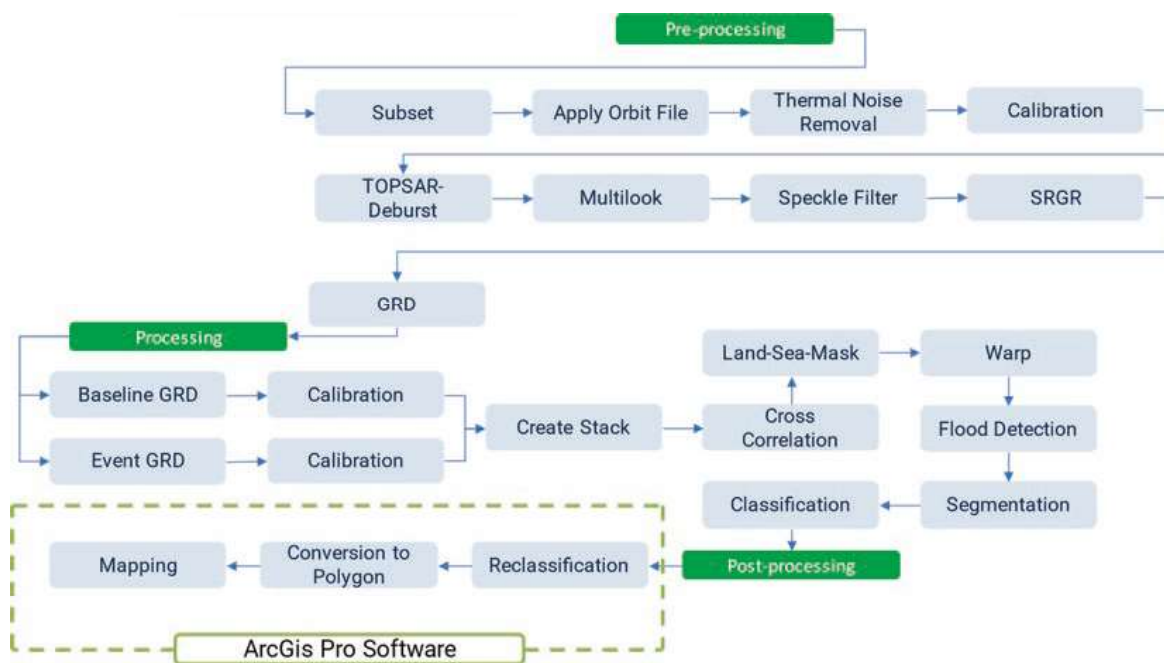 Pre-processing
Subset
Apply Orbit File
Thermal Noise
Removal
Calibration
TOPSAR-
Deburst
Multilook
Speckle Filter
SRGR
GRD
Processing
Baseline GRD
Calibration
Event GRD
Calibration
Create Stack
Cross
Correlation
Land-Sea-Mask
Warp
Flood Detection
Segmentation
Classification
Post-processing
Reclassification
Conversion to
Polygon
Mapping
ArcGis Pro Software